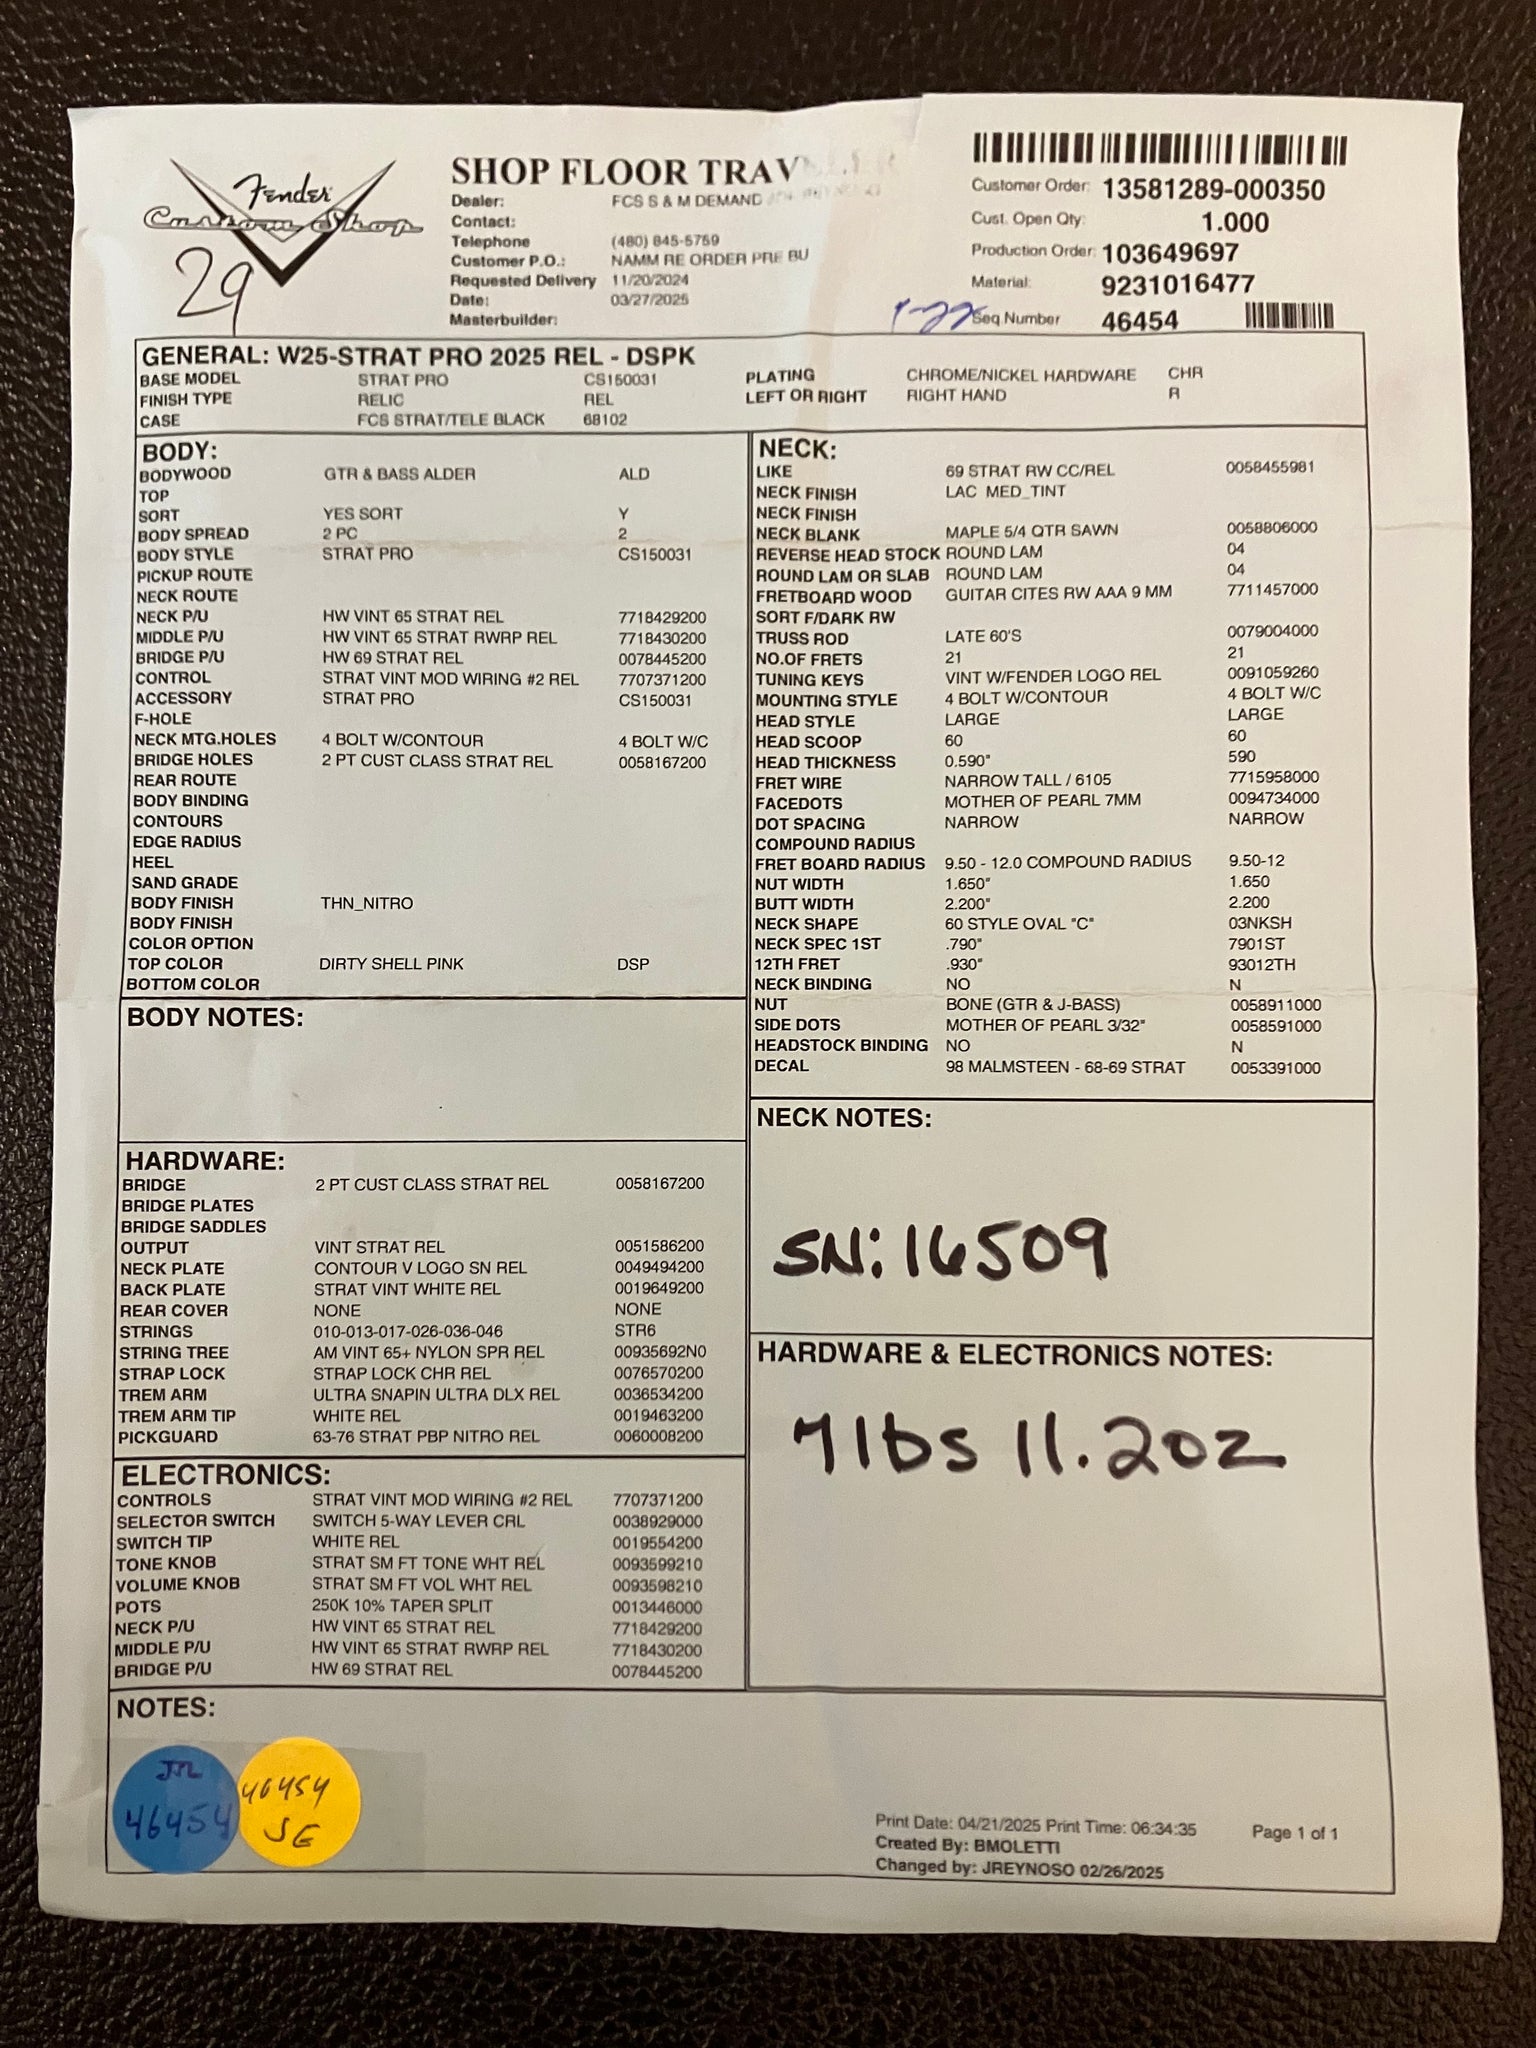 Fender
Custom Shop
29
SHOP FLOOR TRAV
Dealer: FCS S & M DEMAND
Contact:
Telephone (480) 845-5759
Customer P.O.: NAMM RE ORDER PRE BU
Requested Delivery 11/20/2024
Date: 03/27/2025
Masterbuilder:
Customer Order: 13581289-000350
Cust. Open Qty: 1.000
Production Order: 103649697
Material: 9231016477
Seq.Number 46454
GENERAL: W25-STRAT PRO 2025 REL - DSPK
BASE MODEL STRAT PRO CS150031 PLATING CHROME/NICKEL HARDWARE CHR
FINISH TYPE RELIC REL LEFT OR RIGHT RIGHT HAND R
CASE FCS STRAT/TELE BLACK 68102
BODY:
BODYWOOD GTR & BASS ALDER ALD
TOP
SORT YES SORT Y
BODY SPREAD 2 PC 2
BODY STYLE STRAT PRO CS150031
PICKUP ROUTE
NECK ROUTE
NECK P/U HW VINT 65 STRAT REL 7718429200
MIDDLE P/U HW VINT 65 STRAT RWRP REL 7718430200
BRIDGE P/U HW 69 STRAT REL 0078445200
CONTROL STRAT VINT MOD WIRING #2 REL 7707371200
ACCESSORY STRAT PRO CS150031
F-HOLE
NECK MTG.HOLES 4 BOLT W/CONTOUR 4 BOLT W/C
BRIDGE HOLES 2 PT CUST CLASS STRAT REL 0058167200
REAR ROUTE
BODY BINDING
CONTOURS
EDGE RADIUS
HEEL
SAND GRADE
BODY FINISH THN_NITRO
BODY FINISH
COLOR OPTION
TOP COLOR DIRTY SHELL PINK DSP
BOTTOM COLOR
BODY NOTES:
HARDWARE:
BRIDGE 2 PT CUST CLASS STRAT REL 0058167200
BRIDGE PLATES
BRIDGE SADDLES
OUTPUT VINT STRAT REL 0051586200
NECK PLATE CONTOUR V LOGO SN REL 0049494200
BACK PLATE STRAT VINT WHITE REL 0019649200
REAR COVER NONE NONE
STRINGS 010-013-017-026-036-046 STR6
STRING TREE AM VINT 65+ NYLON SPR REL 00935692N0
STRAP LOCK STRAP LOCK CHR REL 0076570200
TREM ARM ULTRA SNAPIN ULTRA DLX REL 0036534200
TREM ARM TIP WHITE REL 0019463200
PICKGUARD 63-76 STRAT PBP NITRO REL 0060008200
ELECTRONICS:
CONTROLS STRAT VINT MOD WIRING #2 REL 7707371200
SELECTOR SWITCH SWITCH 5-WAY LEVER CRL 0038929000
SWITCH TIP WHITE REL 0019554200
TONE KNOB STRAT SM FT TONE WHT REL 0093599210
VOLUME KNOB STRAT SM FT VOL WHT REL 0093598210
POTS 250K 10% TAPER SPLIT 0013446000
NECK P/U HW VINT 65 STRAT REL 7718429200
MIDDLE P/U HW VINT 65 STRAT RWRP REL 7718430200
BRIDGE P/U HW 69 STRAT REL 0078445200
NECK:
LIKE 69 STRAT RW CC/REL 0058455981
NECK FINISH LAC MED_TINT
NECK FINISH
NECK BLANK MAPLE 5/4 QTR SAWN 0058806000
REVERSE HEAD STOCK ROUND LAM 04
ROUND LAM OR SLAB ROUND LAM 04
FRETBOARD WOOD GUITAR CITES RW AAA 9 MM 7711457000
SORT F/DARK RW
TRUSS ROD LATE 60'S 0079004000
NO.OF FRETS 21 21
TUNING KEYS VINT W/FENDER LOGO REL 0091059260
MOUNTING STYLE 4 BOLT W/CONTOUR 4 BOLT W/C
HEAD STYLE LARGE LARGE
HEAD SCOOP 60 60
HEAD THICKNESS 0.590" 590
FRET WIRE NARROW TALL / 6105 7715958000
FACEDOTS MOTHER OF PEARL 7MM 0094734000
DOT SPACING NARROW NARROW
COMPOUND RADIUS
FRET BOARD RADIUS 9.50 - 12.0 COMPOUND RADIUS 9.50-12
NUT WIDTH 1.650" 1.650
BUTT WIDTH 2.200" 2.200
NECK SHAPE 60 STYLE OVAL "C" 03NKSH
NECK SPEC 1ST .790" 7901ST
12TH FRET .930" 93012TH
NECK BINDING NO N
NUT BONE (GTR & J-BASS) 0058911000
SIDE DOTS MOTHER OF PEARL 3/32" 0058591000
HEADSTOCK BINDING NO N
DECAL 98 MALMSTEEN - 68-69 STRAT 0053391000
NECK NOTES:
SN: 16509
HARDWARE & ELECTRONICS NOTES:
7lbs 11.2oz
NOTES:
46454
46454
Print Date: 04/21/2025 Print Time: 06:34:35 Page 1 of 1
Created By: BMOLETTI
Changed by: JREYNOSO 02/26/2025